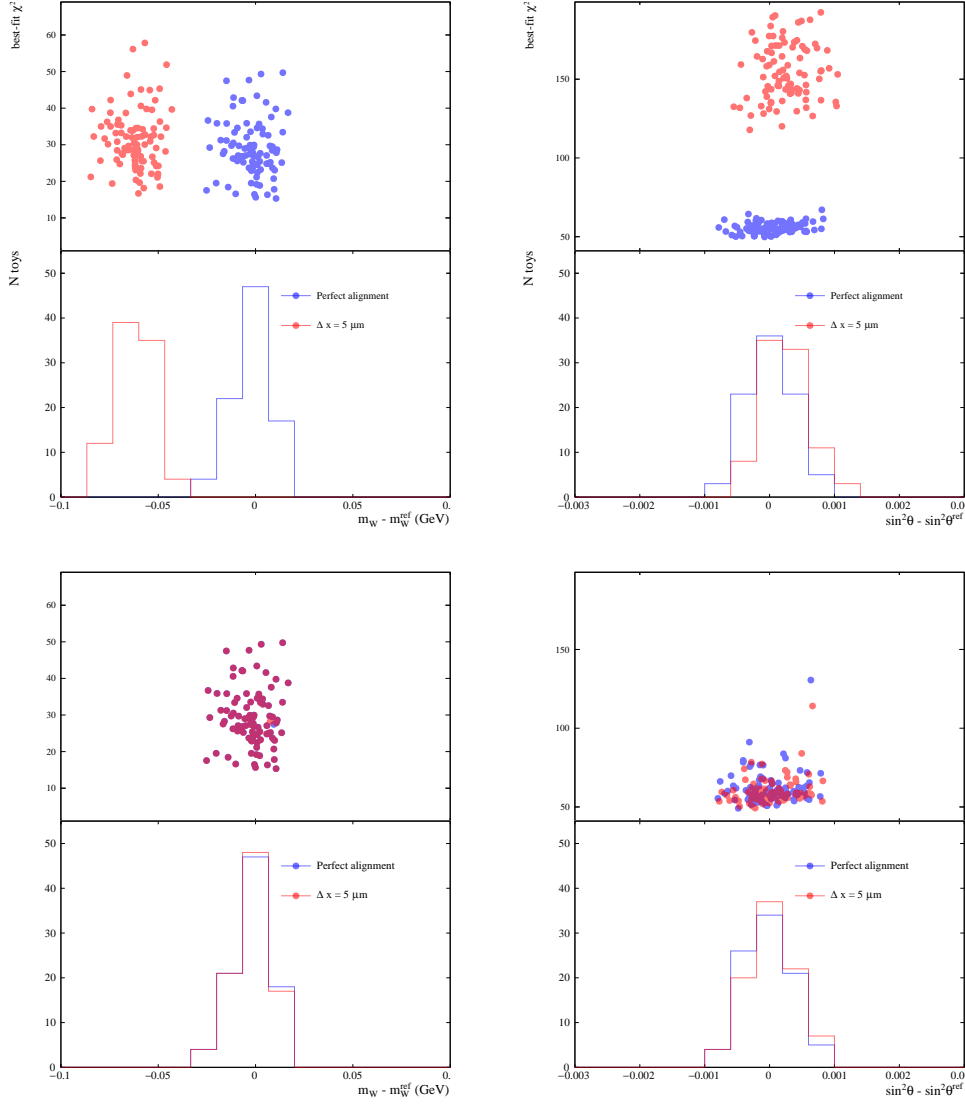 best-fit χ²
60
50
40
30
20
10
N toys
50
40
30
20
10
0
Perfect alignment
Δ x = 5 μm
−0.1 −0.05 0 0.05 0.
m_W - m_W^ref (GeV)
best-fit χ²
150
100
50
N toys
50
40
30
20
10
0
Perfect alignment
Δ x = 5 μm
−0.003 −0.002 −0.001 0 0.001 0.002 0.00
sin²θ - sin²θ^ref
60
50
40
30
20
10
50
40
30
20
10
0
Perfect alignment
Δ x = 5 μm
−0.1 −0.05 0 0.05 0.
m_W - m_W^ref (GeV)
150
100
50
50
40
30
20
10
0
Perfect alignment
Δ x = 5 μm
−0.003 −0.002 −0.001 0 0.001 0.002 0.00
sin²θ - sin²θ^ref